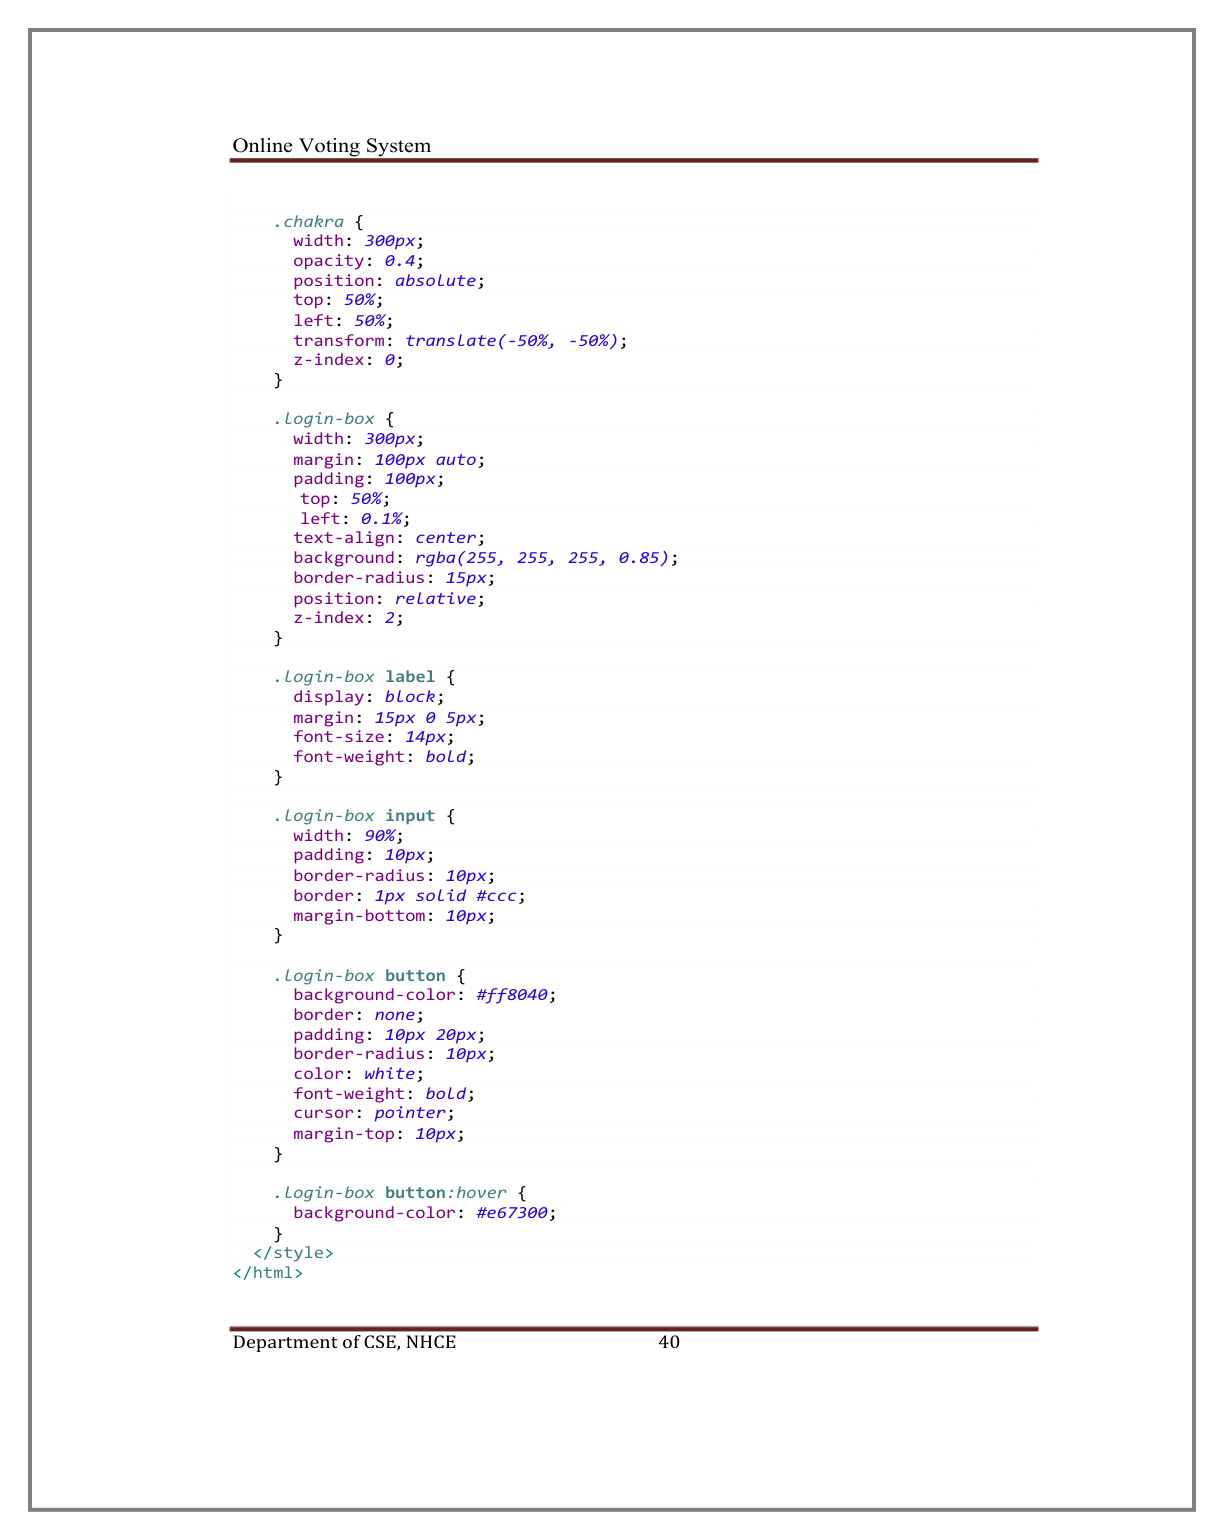 Online Voting System
.chakra {
width: 300px;
opacity: 0.4;
position: absolute;
top: 50%;
left: 50%;
transform: translate(-50%, -50%);
z-index: 0;
}
.login-box {
width: 300px;
margin: 100px auto;
padding: 100px;
top: 50%;
left: 0.1%;
text-align: center;
background: rgba(255, 255, 255, 0.85);
border-radius: 15px;
position: relative;
z-index: 2;
}
.login-box label {
display: block;
margin: 15px 0 5px;
font-size: 14px;
font-weight: bold;
}
.login-box input {
width: 90%;
padding: 10px;
border-radius: 10px;
border: 1px solid #ccc;
margin-bottom: 10px;
}
.login-box button {
background-color: #ff8040;
border: none;
padding: 10px 20px;
border-radius: 10px;
color: white;
font-weight: bold;
cursor: pointer;
margin-top: 10px;
}
.login-box button:hover {
background-color: #e67300;
}
</style>
</html>
Department of CSE, NHCE 40